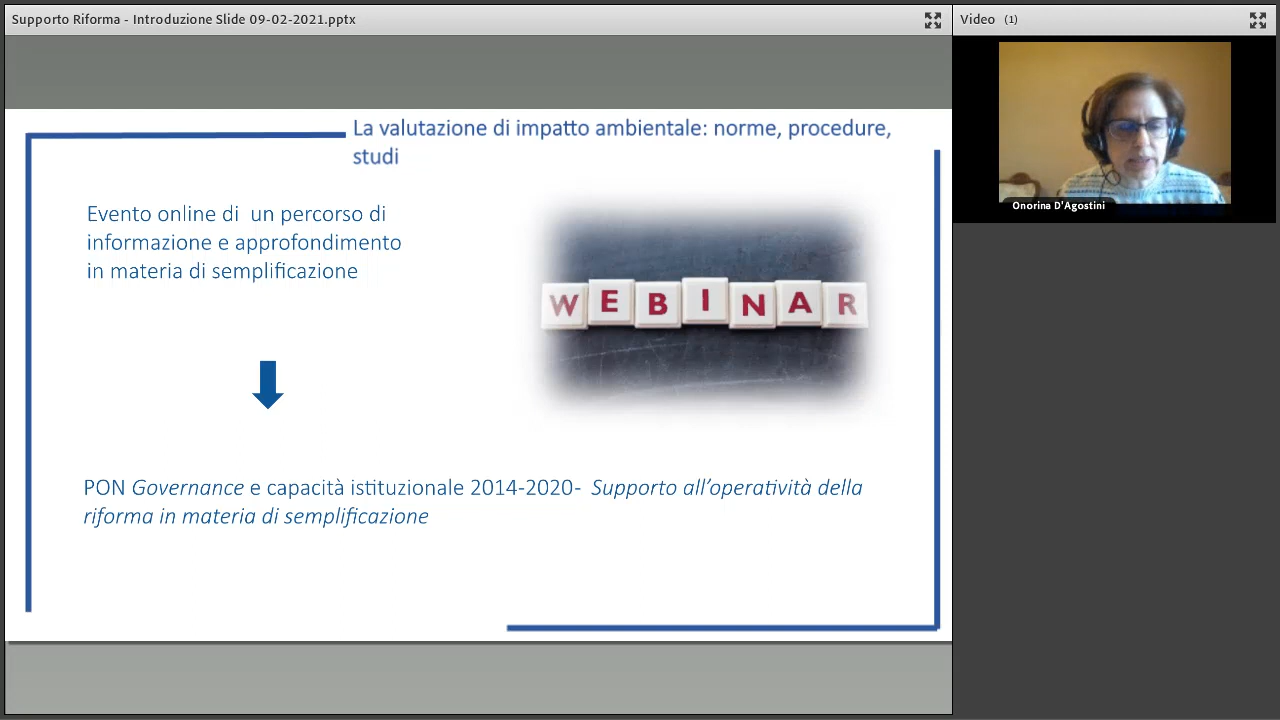 Supporto Riforma - Introduzione Slide 09-02-2021.pptx
Video (1)
La valutazione di impatto ambientale: norme, procedure,
studi
Evento online di un percorso di
informazione e approfondimento
in materia di semplificazione
WEBINAR
PON Governance e capacità istituzionale 2014-2020- Supporto all’operatività della
riforma in materia di semplificazione
Onorina D'Agostini